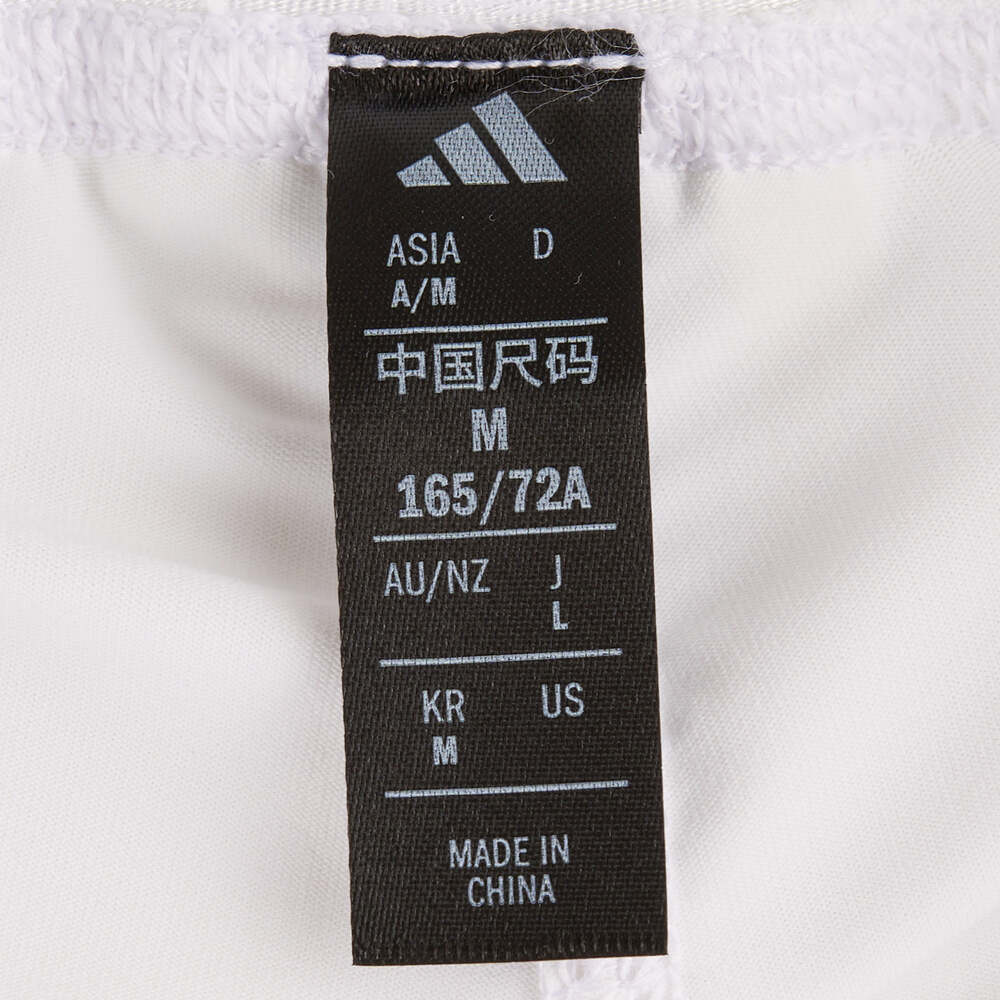 ASIA D
A/M
中国尺码
M
165/72A
AU/NZ J
L
KR US
M
MADE IN
CHINA